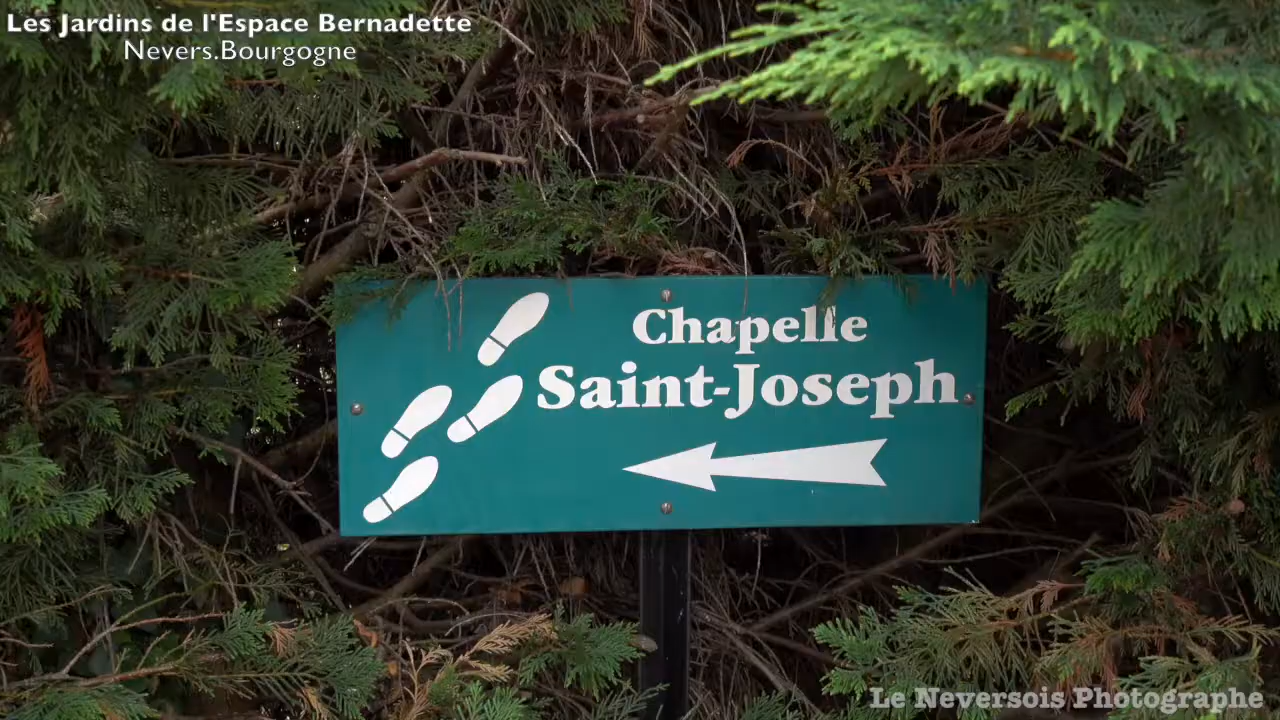 Les Jardins de l'Espace Bernadette
Nevers.Bourgogne
Chapelle
Saint-Joseph
Le Neversois Photographe